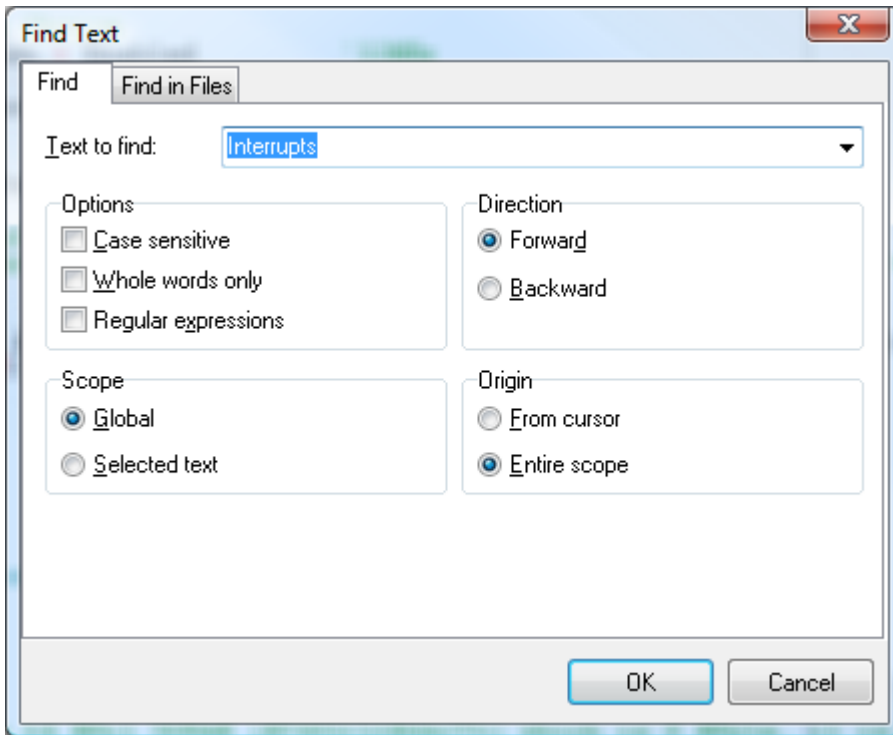 Find Text
Find Find in Files
Text to find: Interrupts
Options
Case sensitive
Whole words only
Regular expressions
Direction
Forward
Backward
Scope
Global
Selected text
Origin
From cursor
Entire scope
OK Cancel